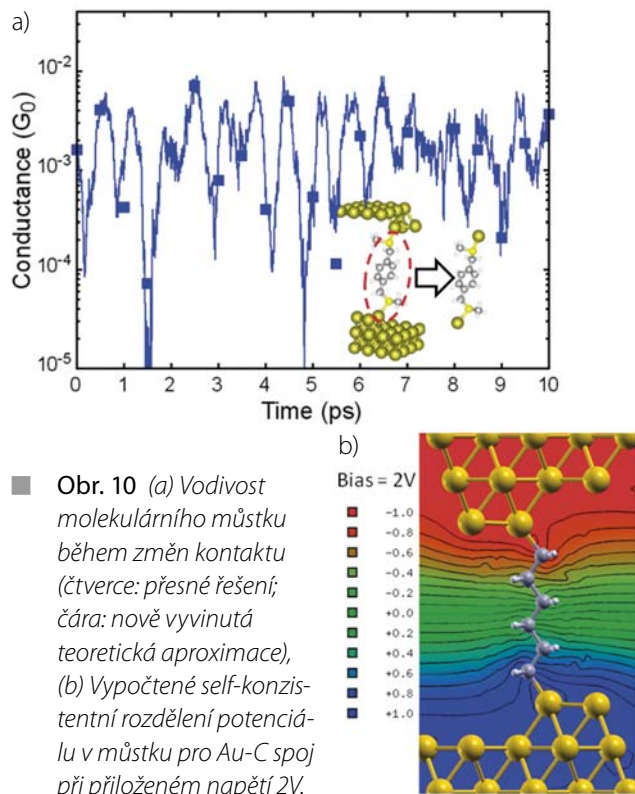 a)
Conductance (G0)
10-2
10-3
10-4
10-5
0 1 2 3 4 5 6 7 8 9 10
Time (ps)
Obr. 10 (a) Vodivost
molekulárního můstku
během změn kontaktu
(čtverce: přesné řešení;
čára: nově vyvinutá
teoretická aproximace),
(b) Vypočtené self-konzis-
tentní rozdělení potenciá-
lu v můstku pro Au-C spoj
při přiloženém napětí 2V.
b)
Bias = 2V
-1.0
-0.8
-0.6
-0.4
-0.2
+0.0
+0.2
+0.4
+0.6
+0.8
+1.0